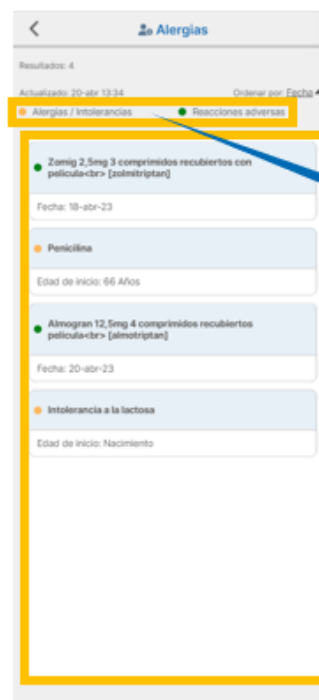 Alergias
Resultados: 4
Actualizado: 20-abr 13:34 Ordenar por: Fecha
Alergias / Intolerancias Reacciones adversas
Zomig 2,5mg 3 comprimidos recubiertos con
pelicula<br> [zolmitriptan]
Fecha: 18-abr-23
Penicilina
Edad de inicio: 66 Años
Almogran 12,5mg 4 comprimidos recubiertos
pelicula<br> [almotriptan]
Fecha: 20-abr-23
Intolerancia a la lactosa
Edad de inicio: Nacimiento